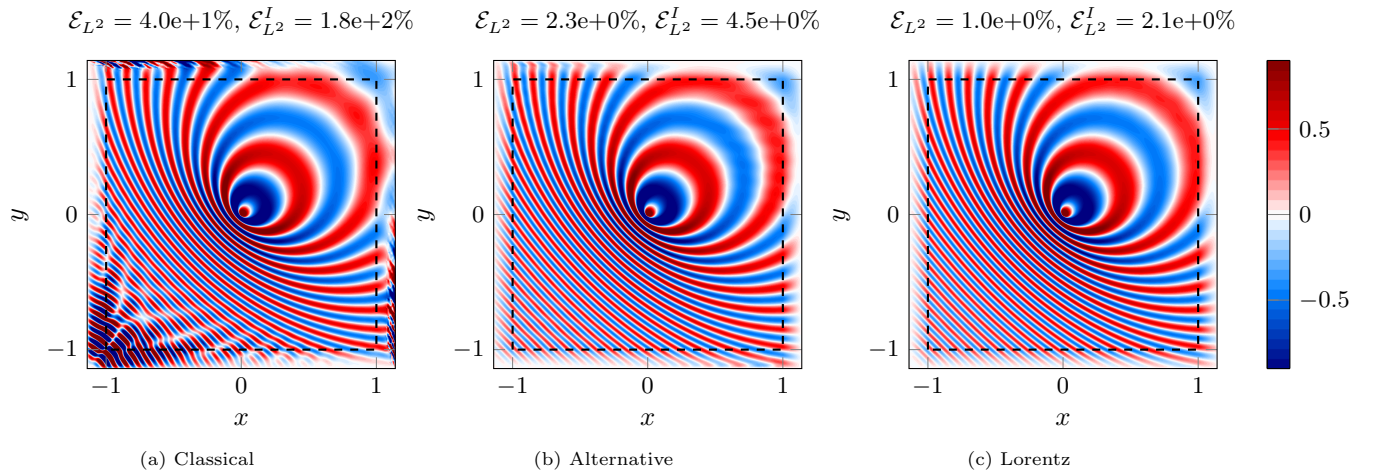 ℰ_{L²} = 4.0e+1%, ℰ^I_{L²} = 1.8e+2%
ℰ_{L²} = 2.3e+0%, ℰ^I_{L²} = 4.5e+0%
ℰ_{L²} = 1.0e+0%, ℰ^I_{L²} = 2.1e+0%
1
0
−1
y
−1 0 1
x
1
0
−1
y
−1 0 1
x
1
0
−1
y
−1 0 1
x
0.5
0
−0.5
(a) Classical
(b) Alternative
(c) Lorentz